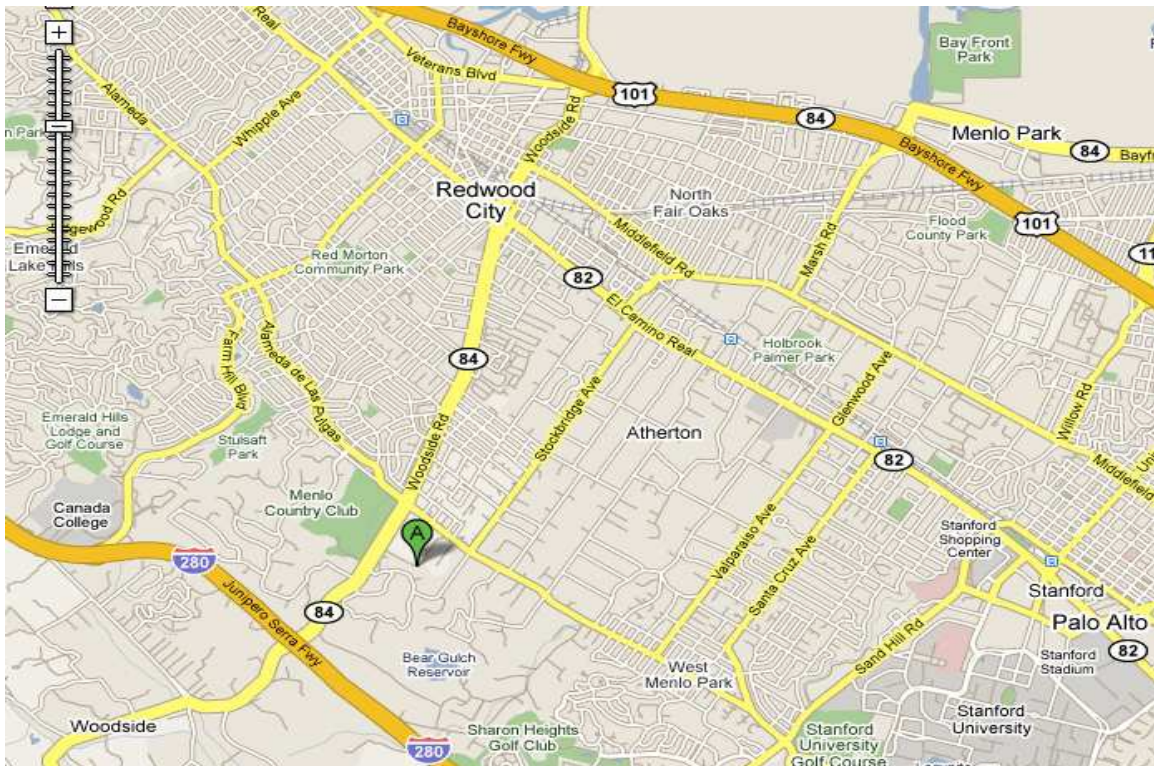 Real
Bayshore Fwy
Bay Front
Park
Veterans Blvd
Alameda
Whipple Ave
101
84
Woodside Rd
Menlo Park
84
Bayshore Fwy
Redwood
City
North
Fair Oaks
Middlefield Rd
Marsh Rd
Flood
County Park
101
Red Morton
Community Park
82
El Camino Real
Farm Hill Blvd
Alameda de Las Pulgas
84
Woodside Rd
Stockbridge Ave
Holbrook
Palmer Park
Glenwood Ave
Willow Rd
Emerald Hills
Lodge and
Golf Course
Stulsaft
Park
Atherton
82
Middlefield
Canada
College
Menlo
Country Club
A
Valparaiso Ave
Santa Cruz Ave
Stanford
Shopping
Center
280
Junipero Serra Fwy
84
Stanford
Palo Alto
82
Bear Gulch
Reservoir
West
Menlo Park
Sand Hill Rd
Stanford
Stadium
Woodside
Stanford
University
280
Sharon Heights
Golf Club
Stanford
University
Golf Course